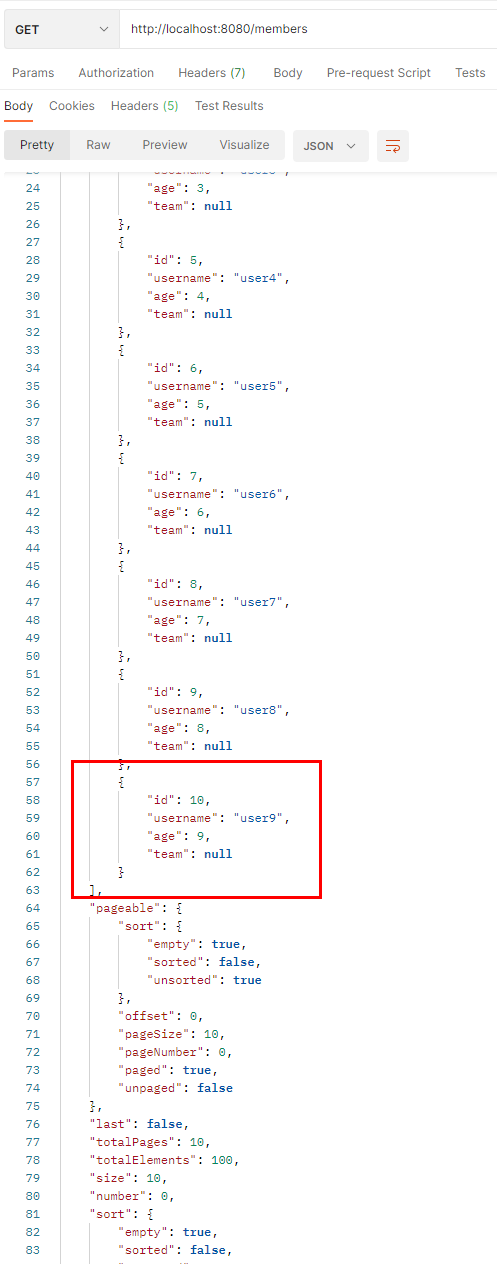 GET http://localhost:8080/members
Params Authorization Headers (7) Body Pre-request Script Tests
Body Cookies Headers (5) Test Results
Pretty Raw Preview Visualize JSON
24 "age": 3,
25 "team": null
26 },
27 {
28 "id": 5,
29 "username": "user4",
30 "age": 4,
31 "team": null
32 },
33 {
34 "id": 6,
35 "username": "user5",
36 "age": 5,
37 "team": null
38 },
39 {
40 "id": 7,
41 "username": "user6",
42 "age": 6,
43 "team": null
44 },
45 {
46 "id": 8,
47 "username": "user7",
48 "age": 7,
49 "team": null
50 },
51 {
52 "id": 9,
53 "username": "user8",
54 "age": 8,
55 "team": null
56 },
57 {
58 "id": 10,
59 "username": "user9",
60 "age": 9,
61 "team": null
62 }
63 ],
64 "pageable": {
65 "sort": {
66 "empty": true,
67 "sorted": false,
68 "unsorted": true
69 },
70 "offset": 0,
71 "pageSize": 10,
72 "pageNumber": 0,
73 "paged": true,
74 "unpaged": false
75 },
76 "last": false,
77 "totalPages": 10,
78 "totalElements": 100,
79 "size": 10,
80 "number": 0,
81 "sort": {
82 "empty": true,
83 "sorted": false,